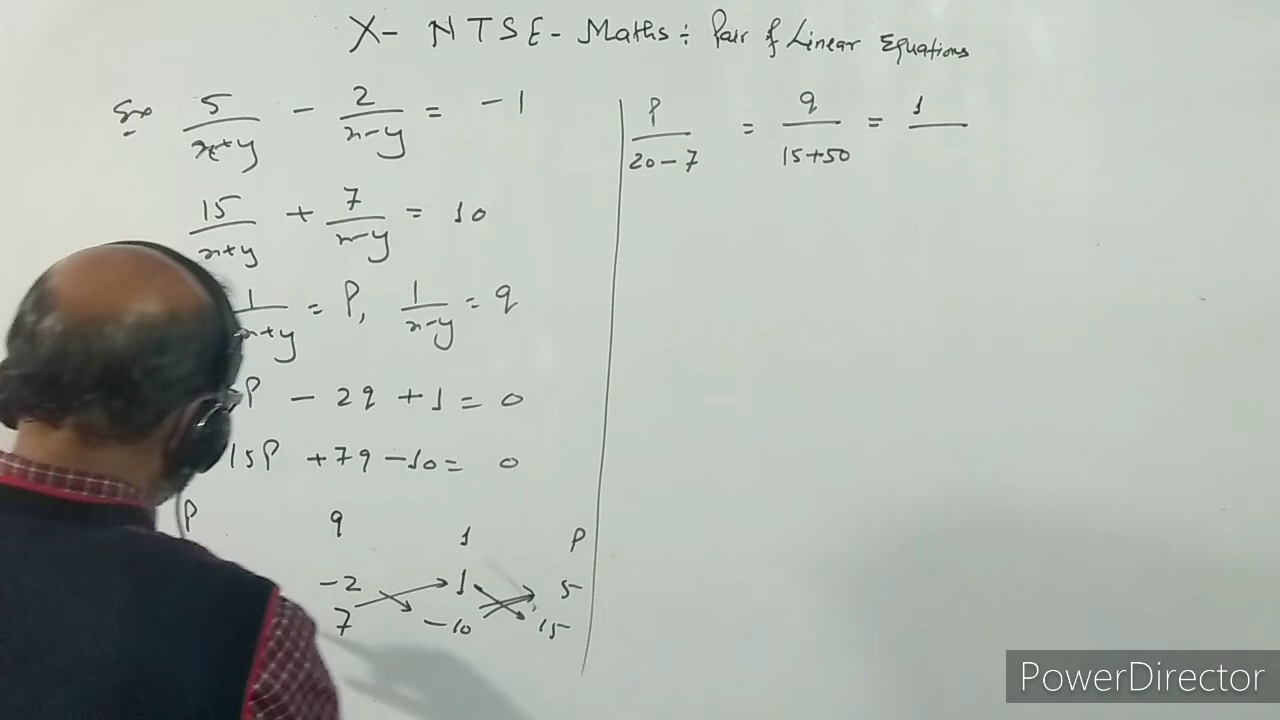 X- NTSE- Maths ÷ Pair of Linear Equations
Ex 5/(x+y) - 2/(x-y) = -1
15/(x+y) + 7/(x-y) = 10
1/(x+y) = P, 1/(x-y) = q
P - 2q + 1 = 0
15P + 7q - 10 = 0
P q 1 P
-2 1 5
7 -10 15
P/(20-7) = q/(15+50) = 1/
PowerDirector